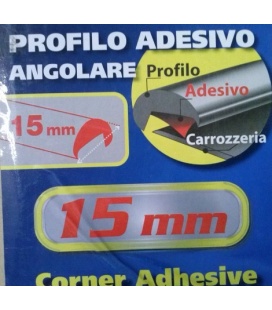 PROFILO ADESIVO
ANGOLARE
Profilo
Adesivo
15 mm
Carrozzeria
15 mm
Corner Adhesive